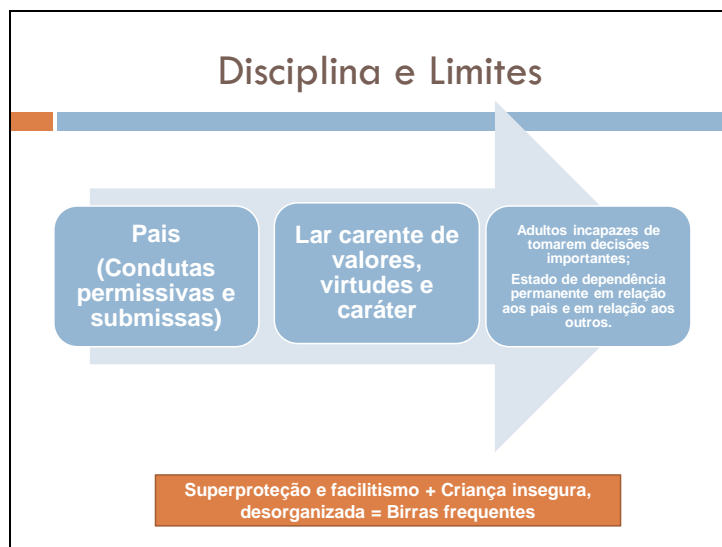 Disciplina e Limites
Pais
(Condutas
permissivas e
submissas)
Lar carente de
valores,
virtudes e
caráter
Adultos incapazes de
tomarem decisões
importantes;
Estado de dependência
permanente em relação
aos pais e em relação aos
outros.
Superproteção e facilitismo + Criança insegura,
desorganizada = Birras frequentes